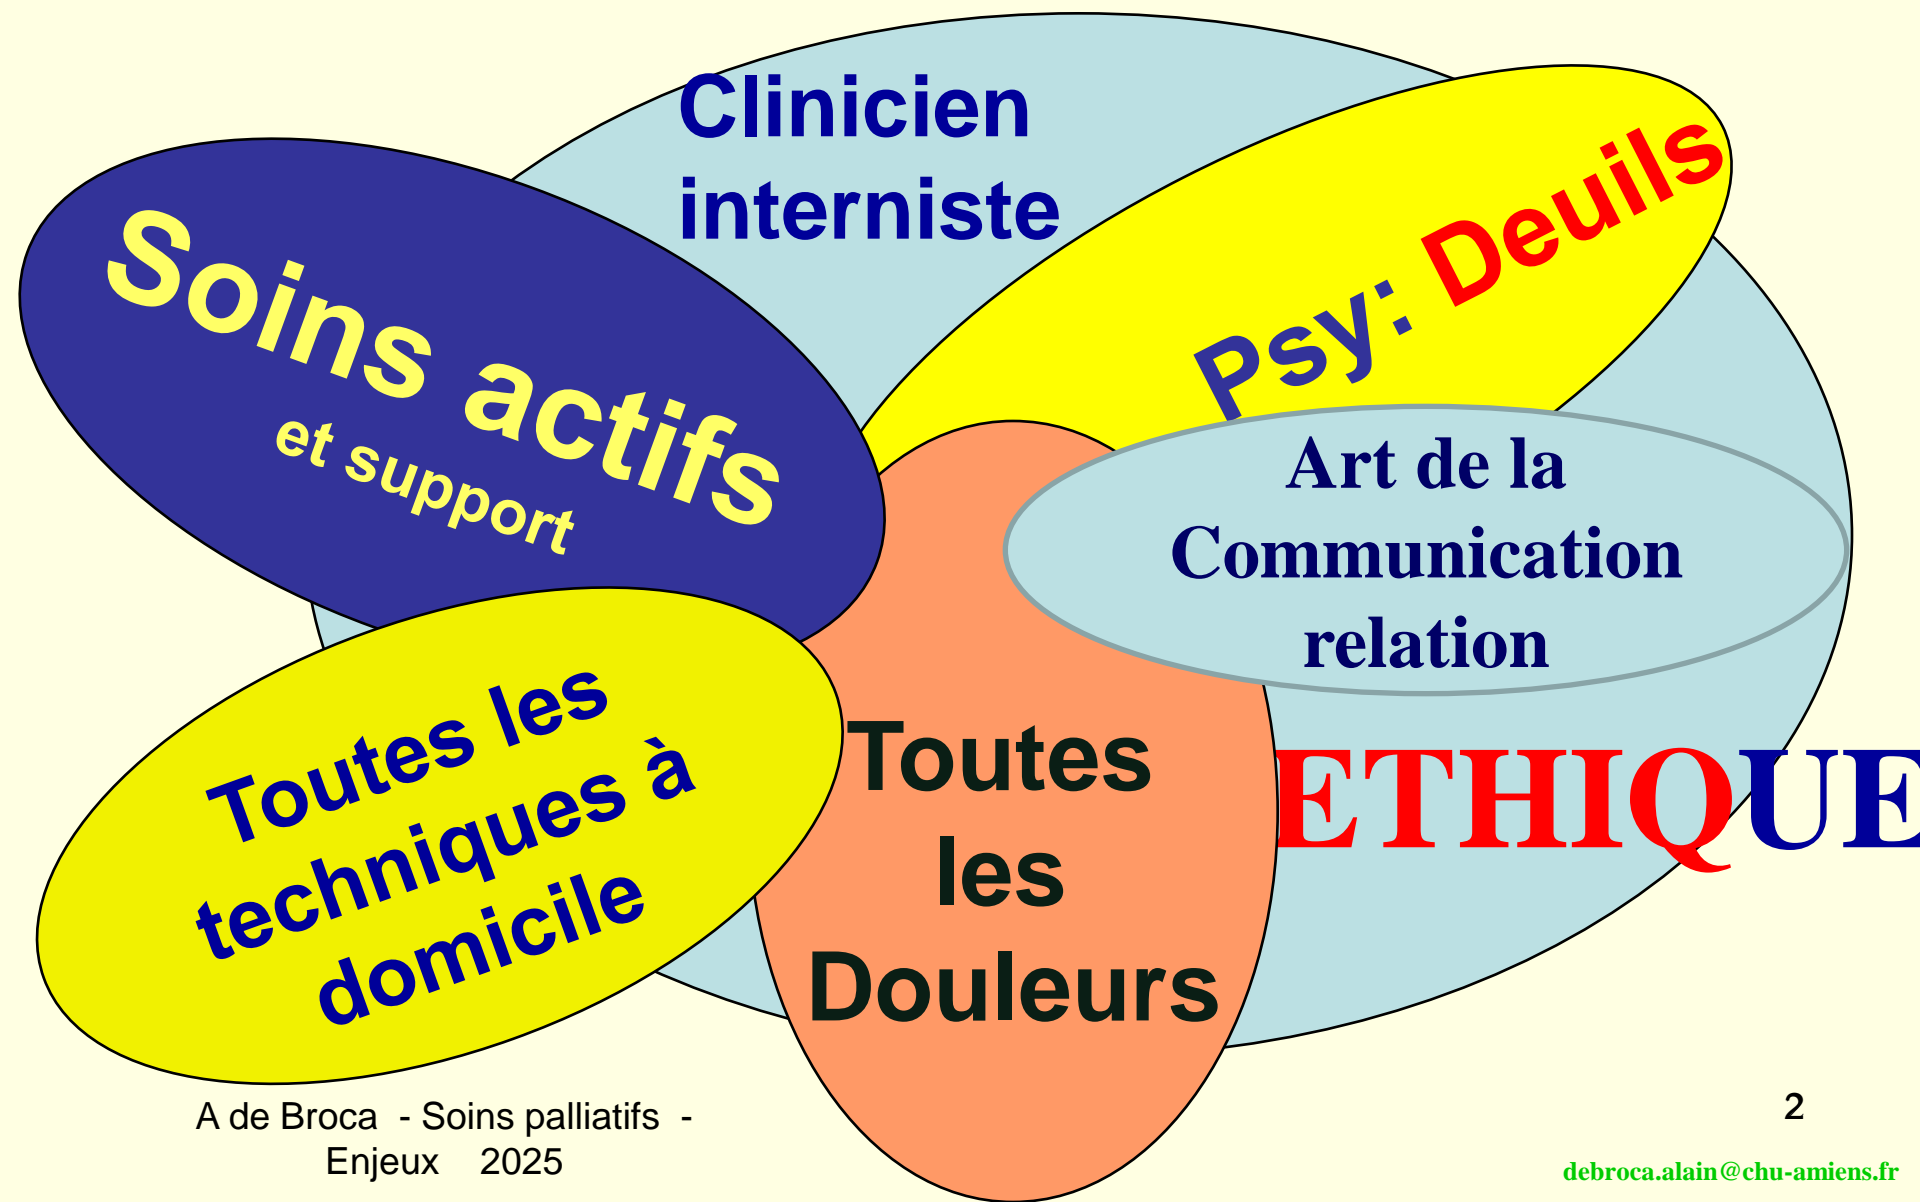 Clinicien
interniste
Soins actifs
et support
Psy: Deuils
Art de la
Communication
relation
Toutes les
techniques à
domicile
Toutes
les
Douleurs
ETHIQUE
A de Broca - Soins palliatifs -
Enjeux 2025
2
debroca.alain@chu-amiens.fr